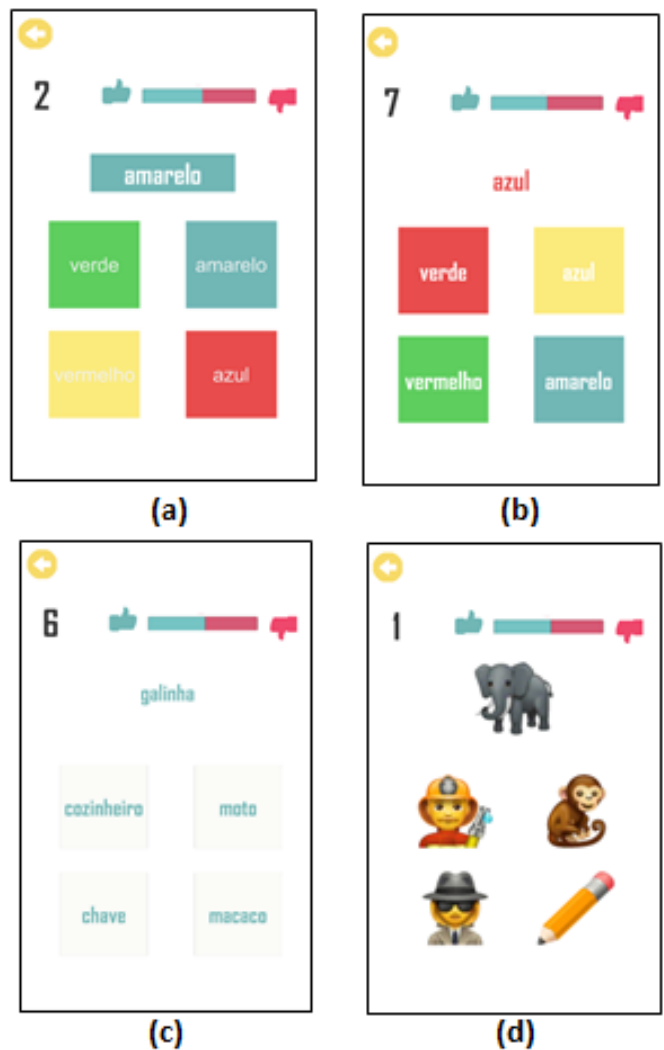 2
amarelo
verde amarelo
vermelho azul
(a)
7
azul
verde azul
vermelho amarelo
(b)
6
galinha
cozinheiro moto
chave macaco
(c)
1
(d)